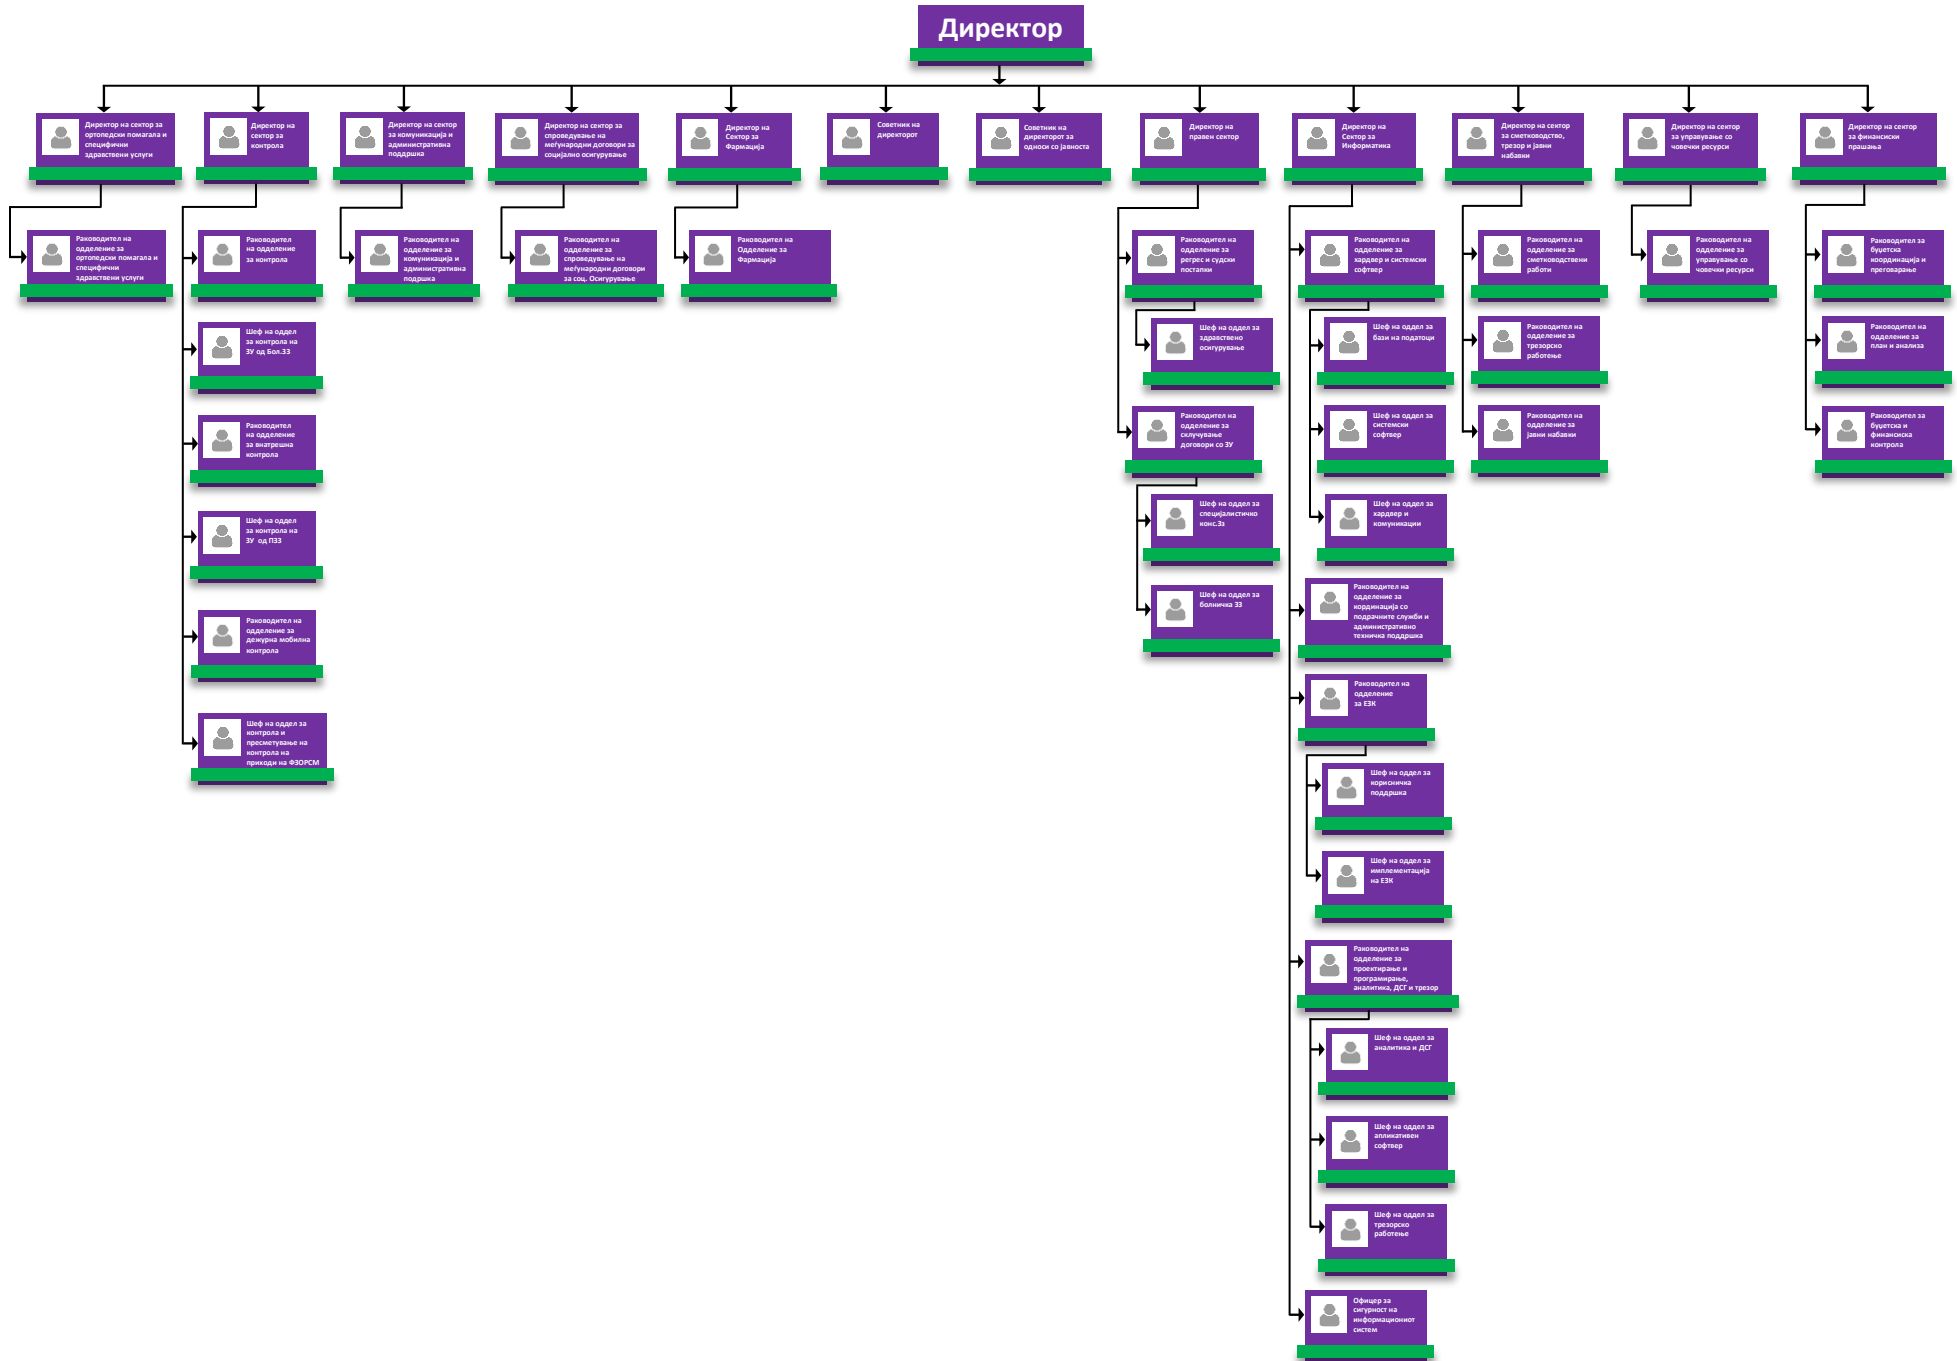 Директор
Директор на сектор за
ортопедски помагала и
специфични
здравствени услуги
Директор на
сектор за
контрола
Директор на сектор
за комуникација и
административна
поддршка
Директор на сектор за
спроведување на
меѓународни договори за
социјално осигурување
Директор на
Сектор за
Фармација
Советник на
директорот
Советник на
директорот за
односи со јавноста
Директор на
правен сектор
Директор на
Сектор за
Информатика
Директор на сектор
за сметководство,
трезор и јавни
набавки
Директор на сектор
за управување со
човечки ресурси
Директор на сектор
за финансиски
прашања
Раководител на
одделение за
ортопедски помагала и
специфични
здравствени услуги
Раководител
на одделение
за контрола
Шеф на оддел
за контрола на
ЗУ од Бол.ЗЗ
Раководител
на одделение
за внатрешна
контрола
Шеф на оддел
за контрола на
ЗУ од ПЗЗ
Раководител на
одделение за
дежурна мобилна
контрола
Шеф на оддел за
контрола и
пресметување на
контрола на
приходи на ФЗОРСМ
Раководител на
одделение за
комуникација и
административна
подршка
Раководител на
одделение за
спроведување на
меѓународни договори
за соц. Осигурување
Раководител на
Одделение за
Фармација
Раководител на
одделение за
регрес и судски
постапки
Шеф на оддел за
здравствено
осигурување
Раководител на
одделение за
склучување
договори со ЗУ
Шеф на оддел за
специјалистичко
конс.Зз
Шеф на оддел за
болничка ЗЗ
Раководител на
одделение за
хардвер и системски
софтвер
Шеф на оддел за
бази на податоци
Шеф на оддел за
системски
софтвер
Шеф на оддел за
хардвер и
комуникации
Раководител на
одделение за
кординација со
подрачните служби и
административно
техничка поддршка
Раководител на
одделение
за ЕЗК
Шеф на оддел за
корисничка
поддршка
Шеф на оддел за
имплементација
на ЕЗК
Раководител на
одделение за
проектирање и
програмирање,
аналитика, ДСГ и трезор
Шеф на оддел за
аналитика и ДСГ
Шеф на оддел за
апликативен
софтвер
Шеф на оддел за
трезорско
работење
Офицер за
сигурност на
информациониот
систем
Раководител на
одделение за
сметководствени
работи
Раководител на
одделение за
трезорско
работење
Раководител на
одделение за
јавни набавки
Раководител на
одделение за
управување со
човечки ресурси
Раководител за
буџетска
координација и
преговарање
Раководител на
одделение за
план и анализа
Раководител за
буџетска и
финансиска
контрола